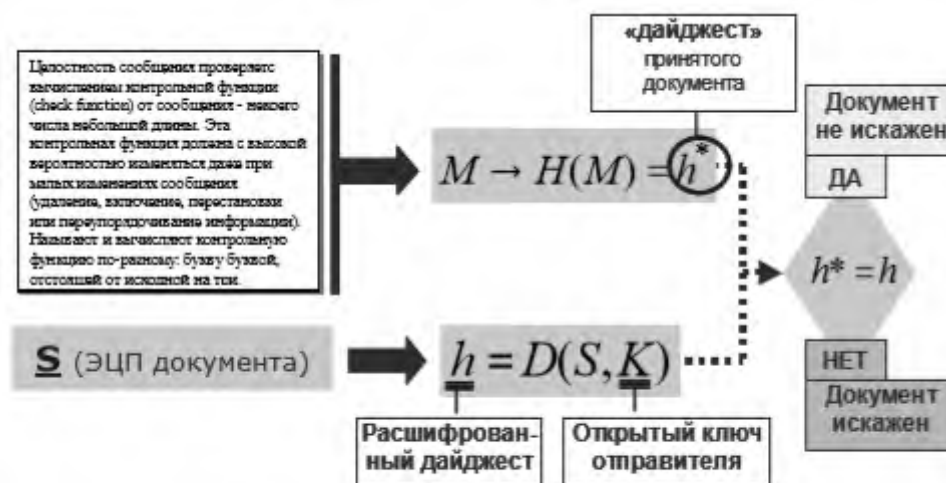 Целостность сообщения проверяетс
вычислением контрольной функции
(check function) от сообщения - некоего
числа небольшой длины. Эта
контрольная функция должна с высокой
вероятностью изменяться даже при
малых изменениях сообщения
(удаление, включение, перестановки
или переупорядочивание информации).
Называют и вычисляют контрольную
функцию по-разному: букву буквой,
отстоящей от исходной на три.
«дайджест»
принятого
документа
M → H(M) = h*
Документ
не искажен
ДА
h* = h
НЕТ
Документ
искажен
S (ЭЦП документа)
h = D(S, K)
Расшифрован-
ный дайджест
Открытый ключ
отправителя